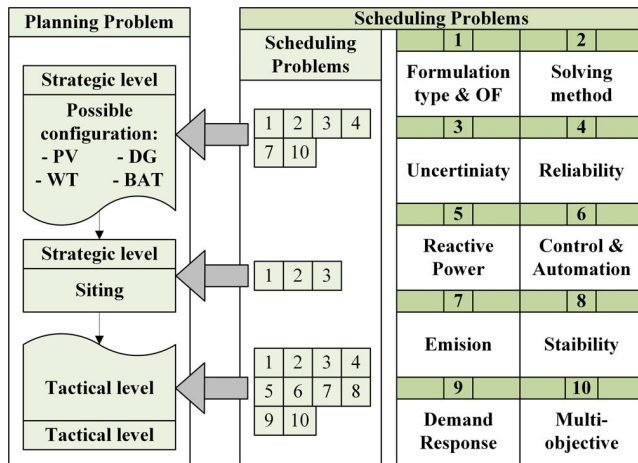 Planning Problem
Strategic level
Possible
configuration:
- PV - DG
- WT - BAT
Strategic level
Siting
Tactical level
Tactical level
Scheduling Problems
Scheduling
Problems
1 2 3 4
7 10
1 2 3
1 2 3 4
5 6 7 8
9 10
1 2
Formulation
type & OF
Solving
method
3 4
Uncertiniaty
Reliability
5 6
Reactive
Power
Control &
Automation
7 8
Emision
Staibility
9 10
Demand
Response
Multi-
objective